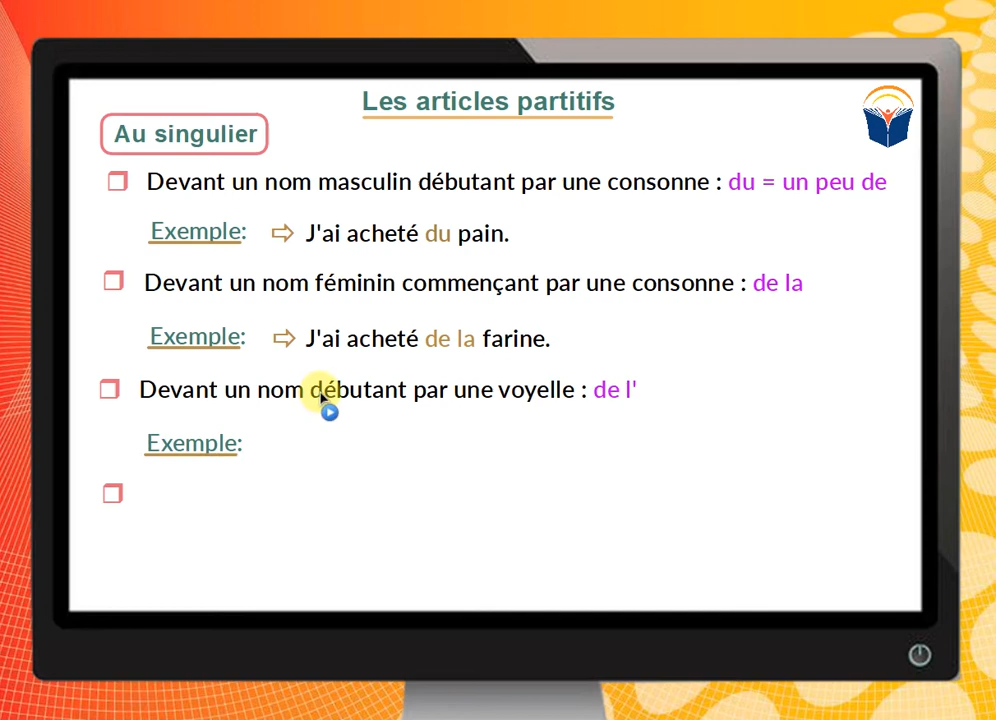 Les articles partitifs
Au singulier
Devant un nom masculin débutant par une consonne : du = un peu de
Exemple: ⇨ J'ai acheté du pain.
Devant un nom féminin commençant par une consonne : de la
Exemple: ⇨ J'ai acheté de la farine.
Devant un nom débutant par une voyelle : de l'
Exemple: